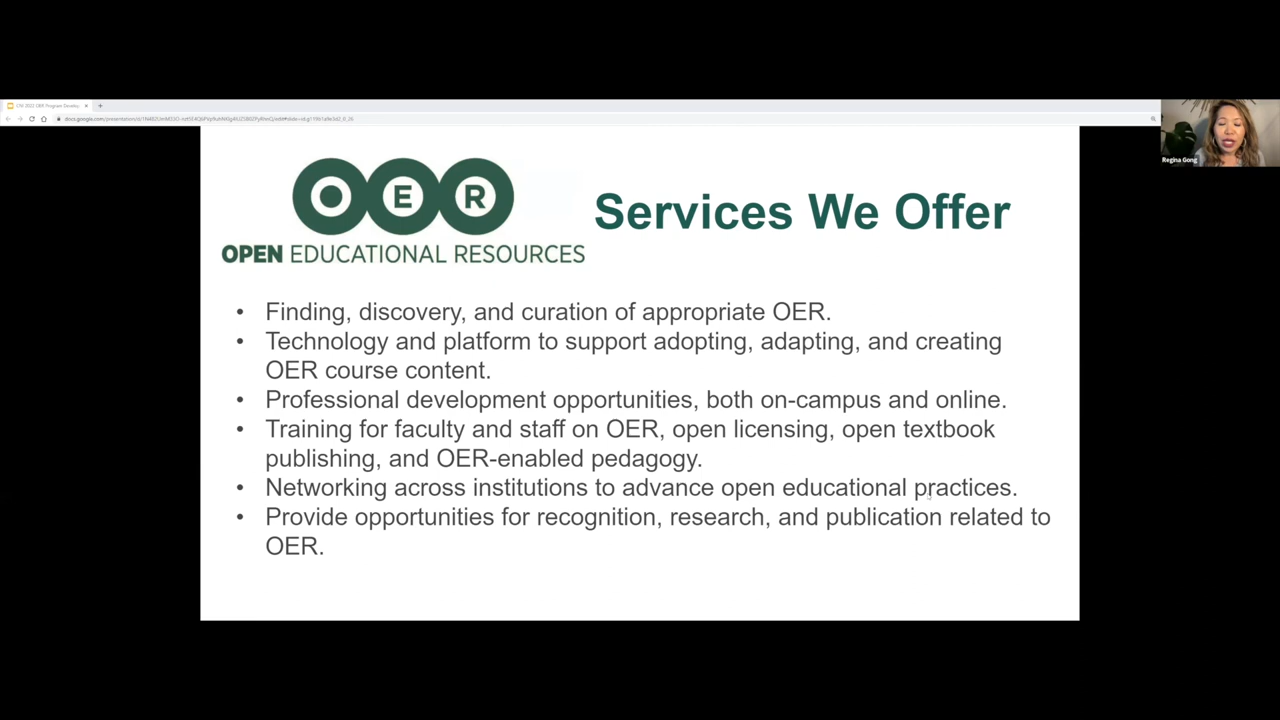 Regina Gong
O E R
OPEN EDUCATIONAL RESOURCES
Services We Offer
• Finding, discovery, and curation of appropriate OER.
• Technology and platform to support adopting, adapting, and creating
OER course content.
• Professional development opportunities, both on-campus and online.
• Training for faculty and staff on OER, open licensing, open textbook
publishing, and OER-enabled pedagogy.
• Networking across institutions to advance open educational practices.
• Provide opportunities for recognition, research, and publication related to
OER.